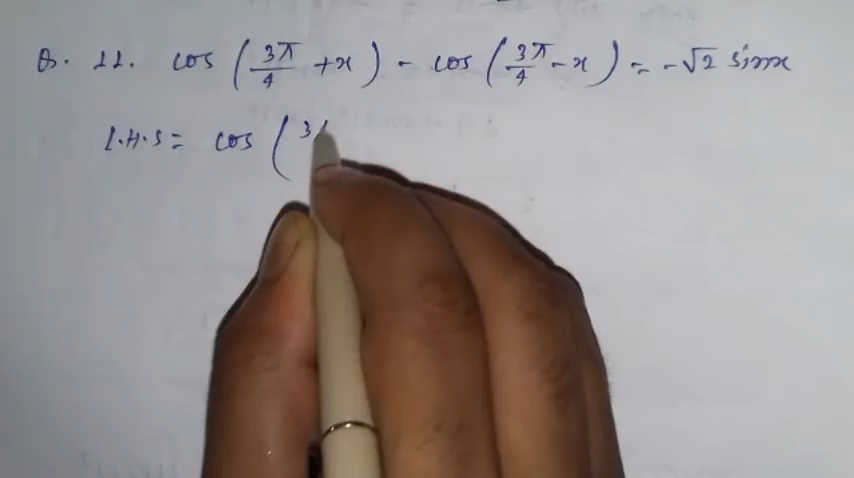 Q. 11. cos (3π/4 + x) - cos (3π/4 - x) = -√2 sinx
L.H.S = cos (3